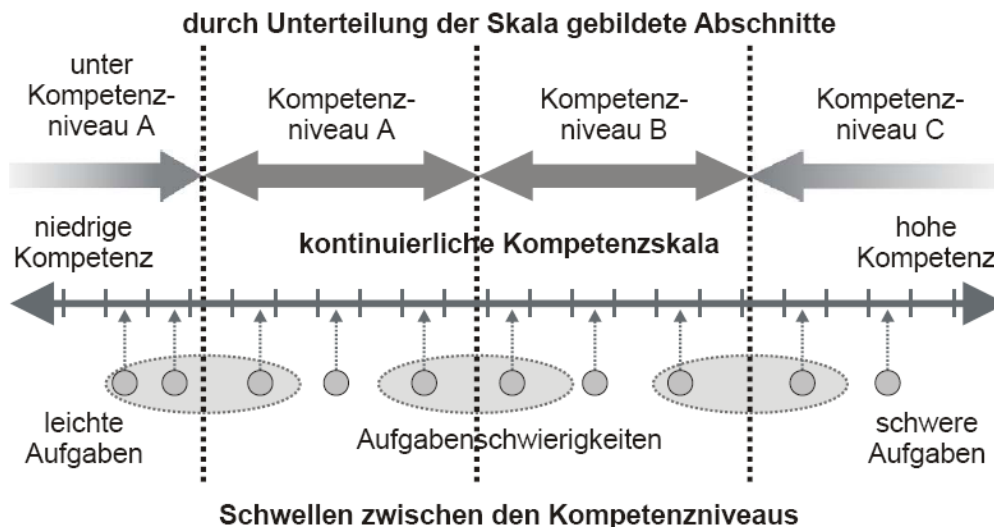 durch Unterteilung der Skala gebildete Abschnitte
unter
Kompetenz-
niveau A
Kompetenz-
niveau A
Kompetenz-
niveau B
Kompetenz-
niveau C
niedrige
Kompetenz
kontinuierliche Kompetenzskala
hohe
Kompetenz
leichte
Aufgaben
Aufgabenschwierigkeiten
schwere
Aufgaben
Schwellen zwischen den Kompetenzniveaus